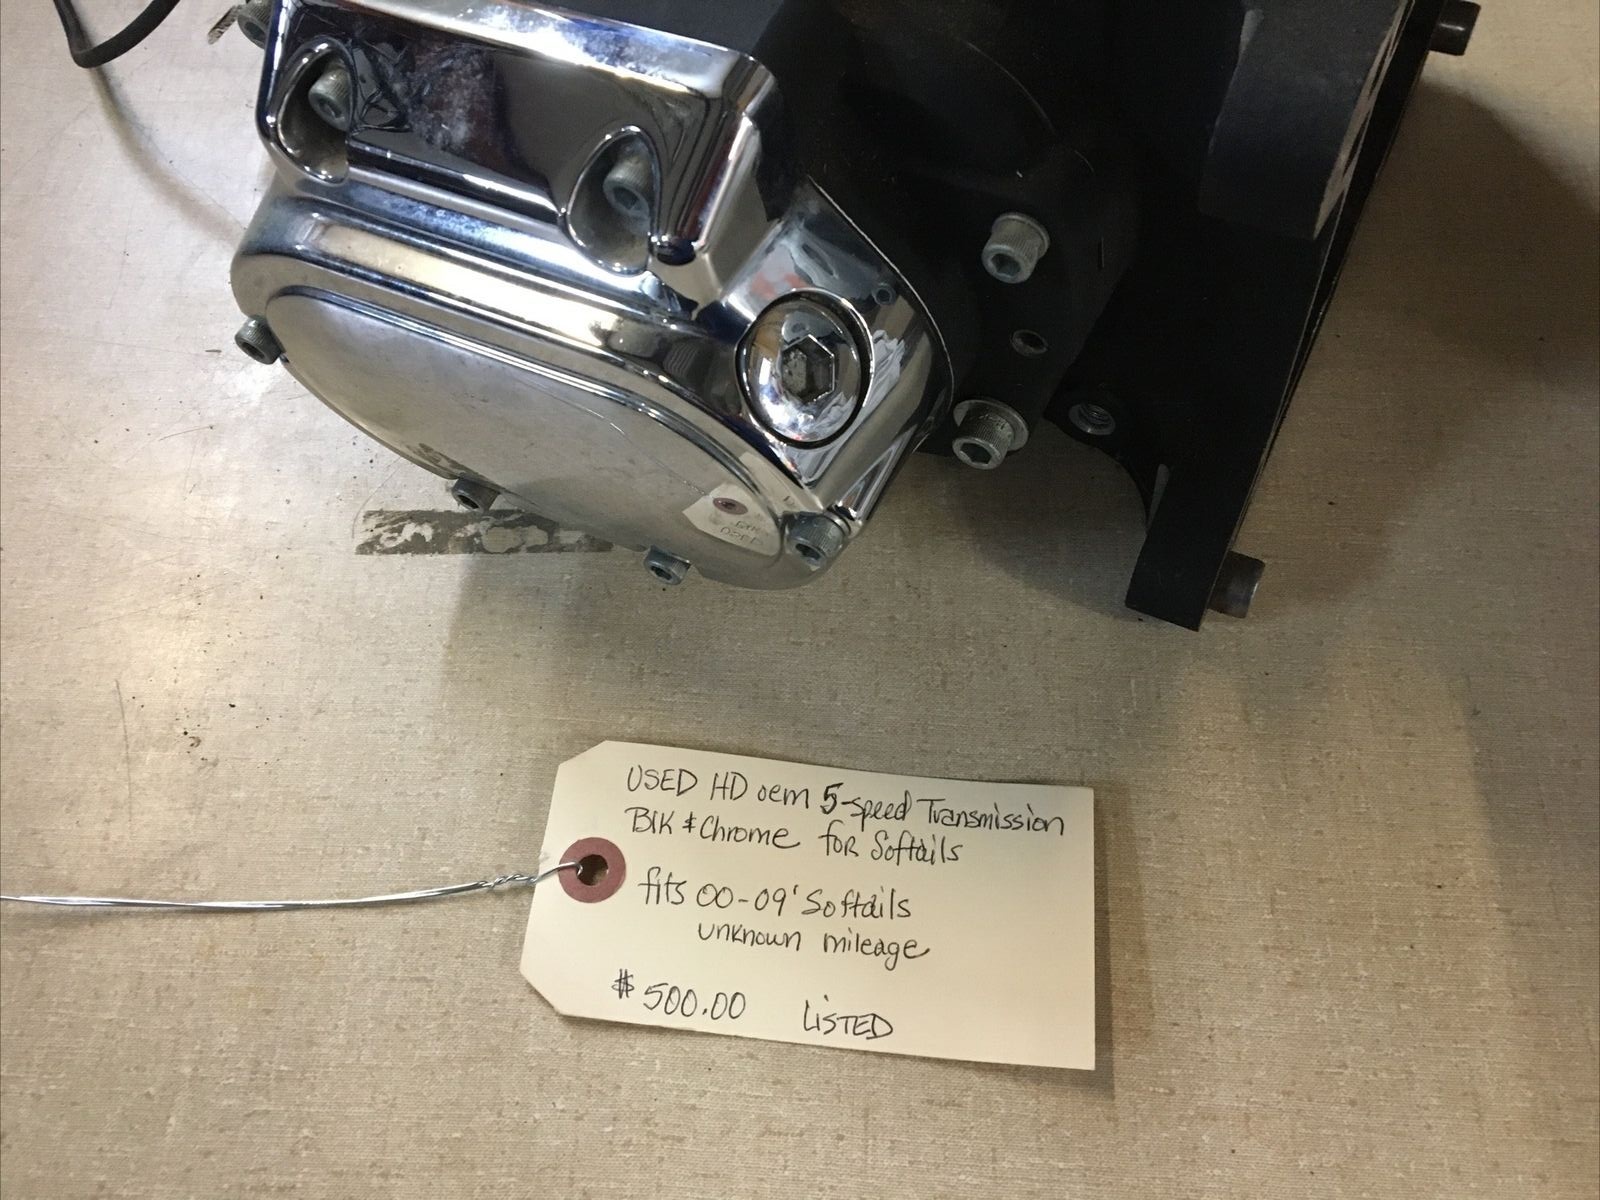 USED HD oem 5-speed Transmission
Blk & Chrome for Softails
fits 00-09' Softails
unknown mileage
$500.00 LiSTED